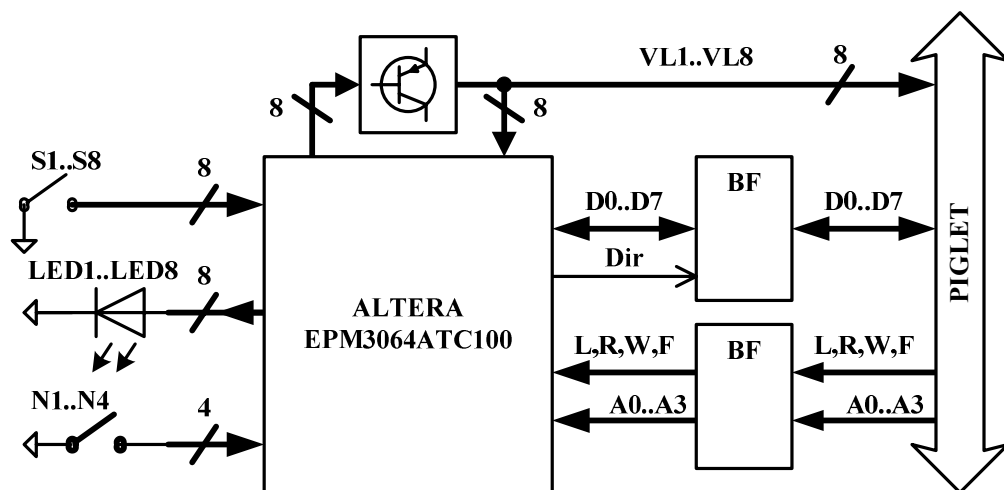 VL1..VL8
8
8
8
S1..S8
8
BF
D0..D7
D0..D7
Dir
LED1..LED8
8
ALTERA
EPM3064ATC100
PIGLET
BF
L,R,W,F
L,R,W,F
A0..A3
A0..A3
N1..N4
4